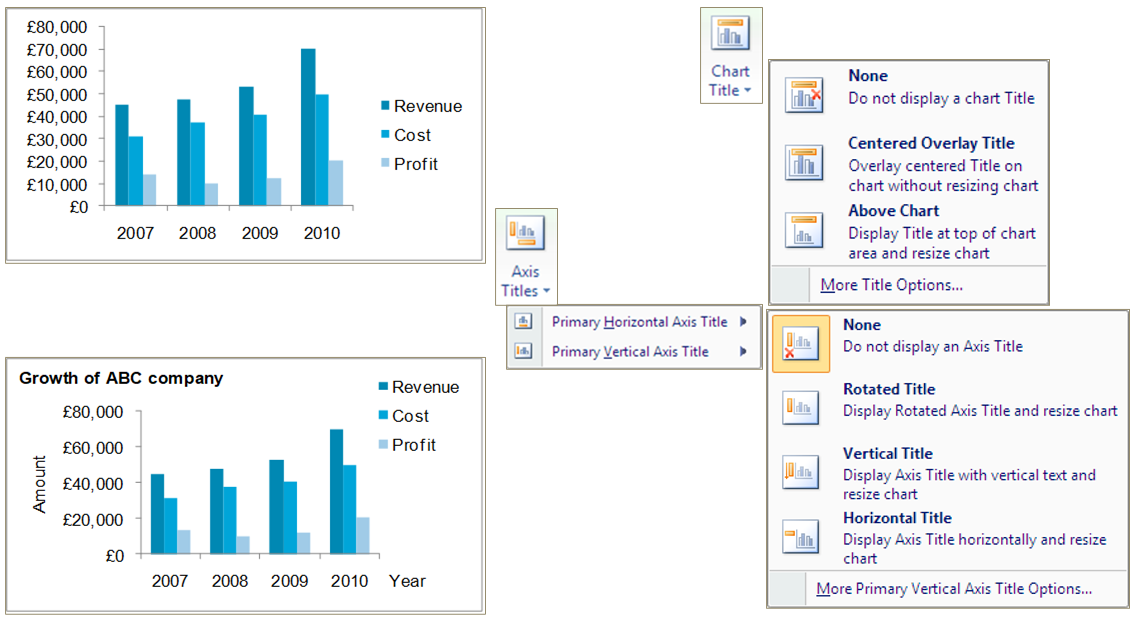 £80,000
£70,000
£60,000
£50,000
£40,000
£30,000
£20,000
£10,000
£0
2007 2008 2009 2010
Revenue
Cost
Profit
Chart
Title
None
Do not display a chart Title
Centered Overlay Title
Overlay centered Title on
chart without resizing chart
Above Chart
Display Title at top of chart
area and resize chart
More Title Options...
Axis
Titles
Primary Horizontal Axis Title
Primary Vertical Axis Title
None
Do not display an Axis Title
Rotated Title
Display Rotated Axis Title and resize chart
Vertical Title
Display Axis Title with vertical text and
resize chart
Horizontal Title
Display Axis Title horizontally and resize
chart
More Primary Vertical Axis Title Options...
Growth of ABC company
Revenue
Cost
Profit
Amount
£80,000
£60,000
£40,000
£20,000
£0
2007 2008 2009 2010 Year